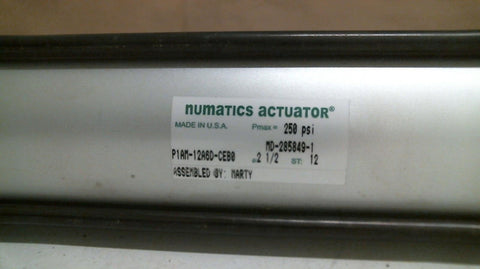 numatics actuator®
MADE IN U.S.A. Pmax = 250 psi
MD-285849-1
P1AM-12A6D-CEB0 ⌀2 1/2 ST: 12
ASSEMBLED BY: MARTY